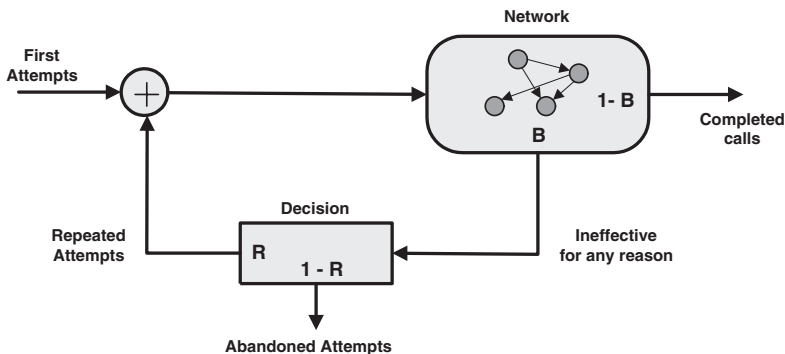 Network
First
Attempts
+
1- B
B
Completed
calls
Decision
Repeated
Attempts
R
1 - R
Ineffective
for any reason
Abandoned Attempts